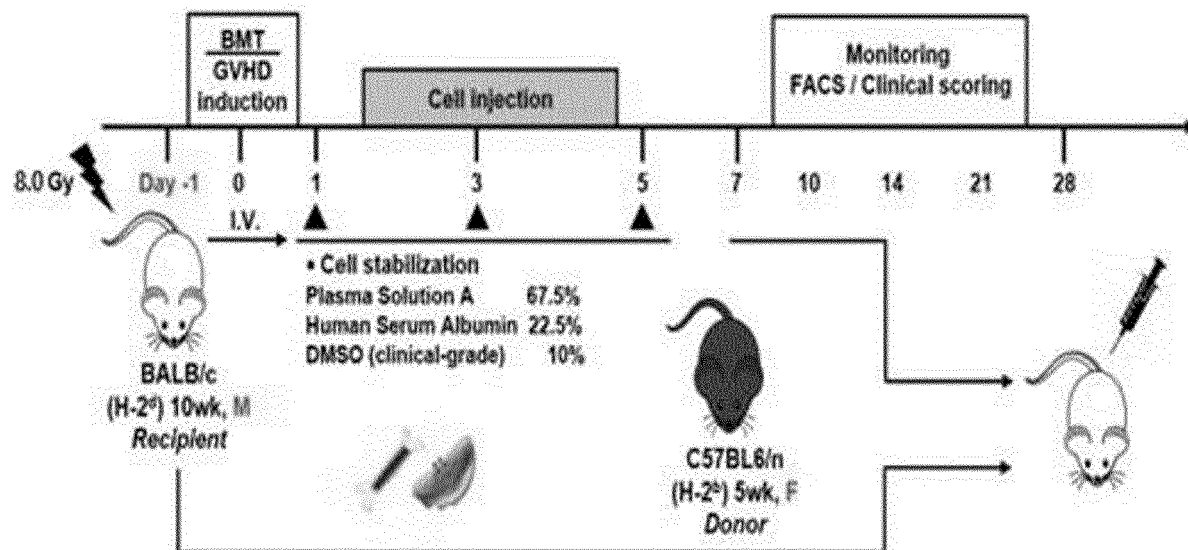 BMT
GVHD
induction
Cell injection
Monitoring
FACS / Clinical scoring
8.0 Gy
Day -1 0 1 3 5 7 10 14 21 28
I.V.
• Cell stabilization
Plasma Solution A 67.5%
Human Serum Albumin 22.5%
DMSO (clinical-grade) 10%
BALB/c
(H-2ᵈ) 10wk, M
Recipient
C57BL6/n
(H-2ᵇ) 5wk, F
Donor